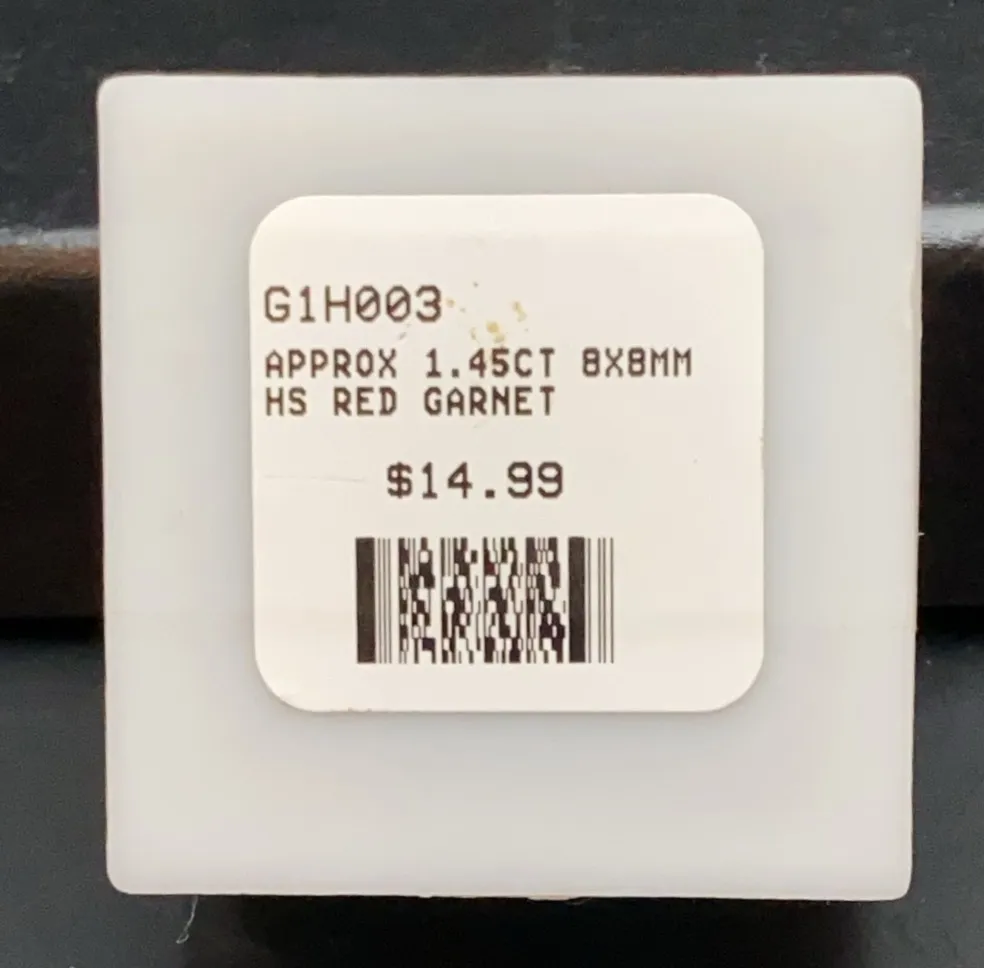 G1H003
APPROX 1.45CT 8X8MM
HS RED GARNET
$14.99